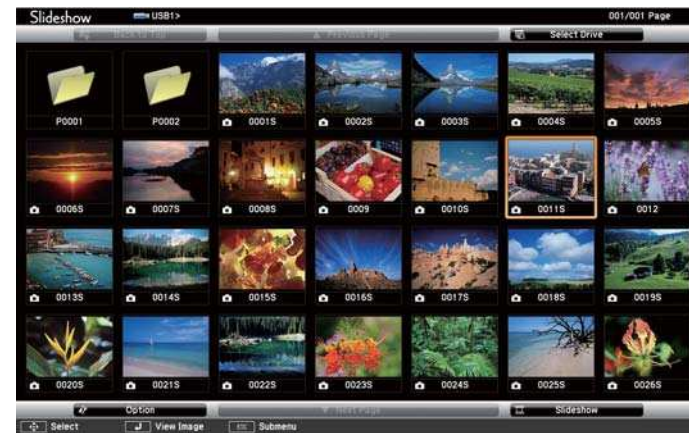 Slideshow USB1> 001/001 Page
Back to Top Previous Page Select Drive
P0001 P0002 0001S 0002S 0003S 0004S 0005S
0006S 0007S 0008S 0009 0010S 0011S 0012
0013S 0014S 0015S 0016S 0017S 0018S 0019S
0020S 0021S 0022S 0023S 0024S 0025S 0026S
Option Next Page Slideshow
Select View Image ESC Submenu